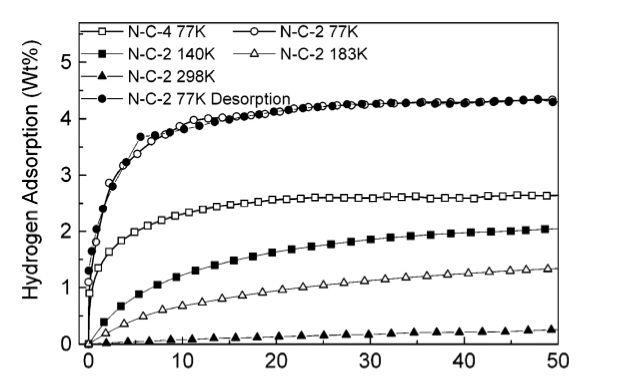 N-C-4 77K N-C-2 77K
N-C-2 140K N-C-2 183K
N-C-2 298K
N-C-2 77K Desorption
Hydrogen Adsorption (Wt%)
5
4
3
2
1
0
0 10 20 30 40 50